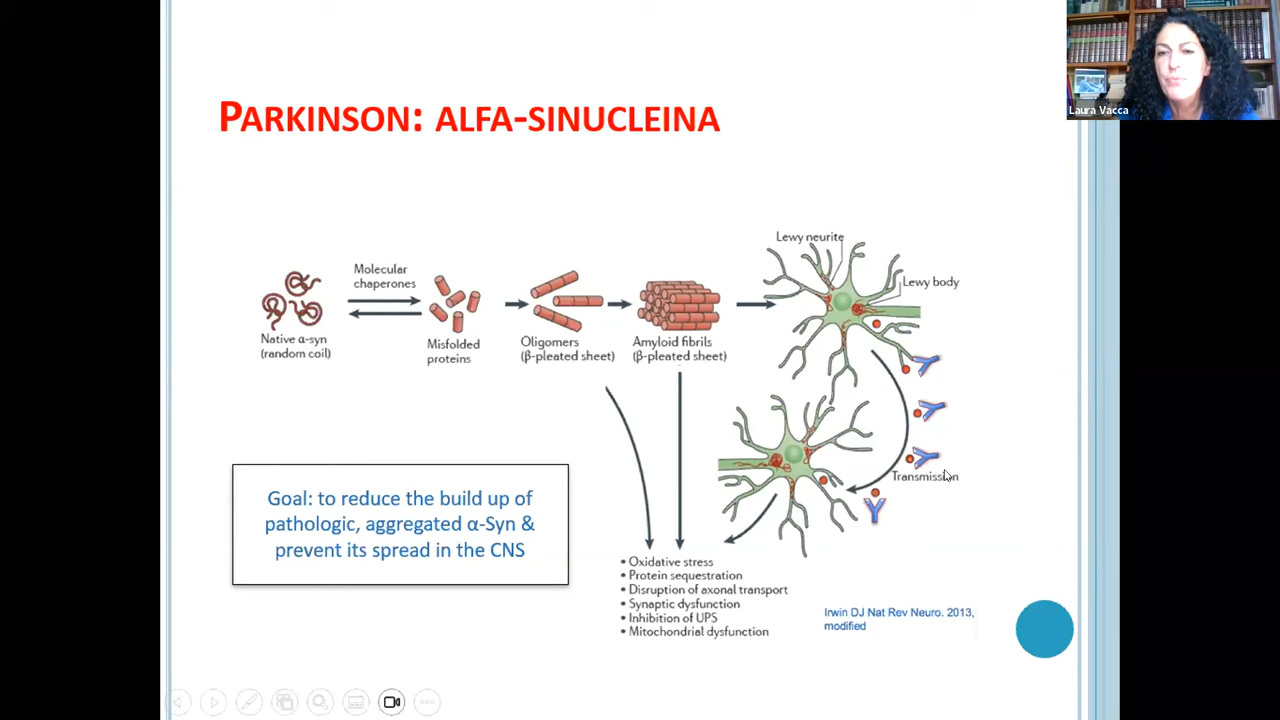 Laura Vacca
PARKINSON: ALFA-SINUCLEINA
Lewy neurite
Lewy body
Molecular
chaperones
Native α-syn
(random coil)
Misfolded
proteins
Oligomers
(β-pleated sheet)
Amyloid fibrils
(β-pleated sheet)
Transmission
Goal: to reduce the build up of
pathologic, aggregated α-Syn &
prevent its spread in the CNS
• Oxidative stress
• Protein sequestration
• Disruption of axonal transport
• Synaptic dysfunction
• Inhibition of UPS
• Mitochondrial dysfunction
Irwin DJ Nat Rev Neuro. 2013,
modified